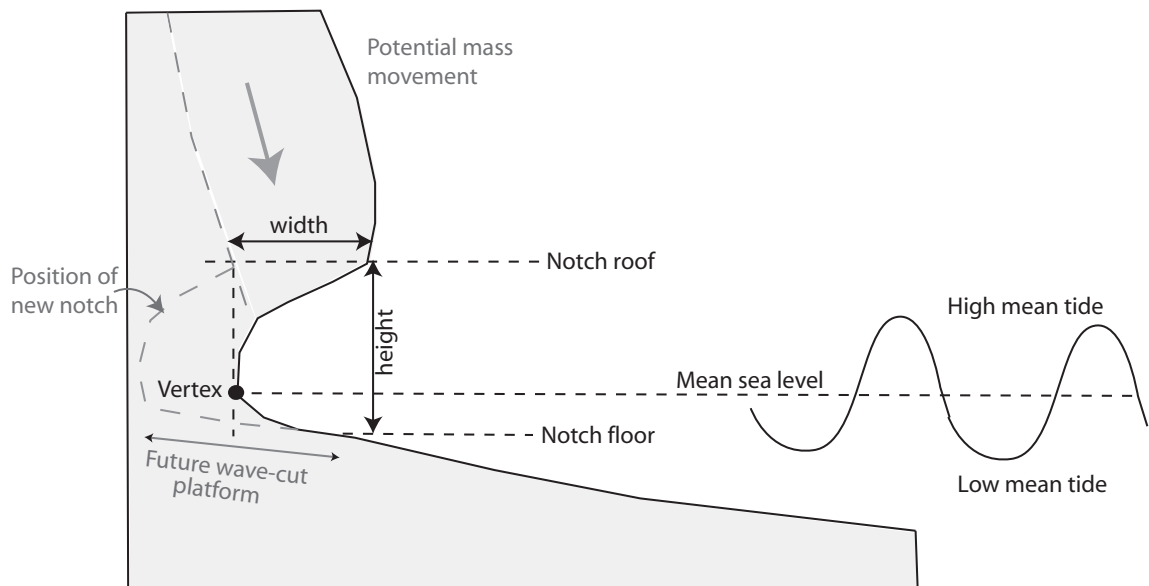 Potential mass
movement
width
Notch roof
Position of
new notch
High mean tide
height
Mean sea level
Vertex
Notch floor
Future wave-cut
platform
Low mean tide